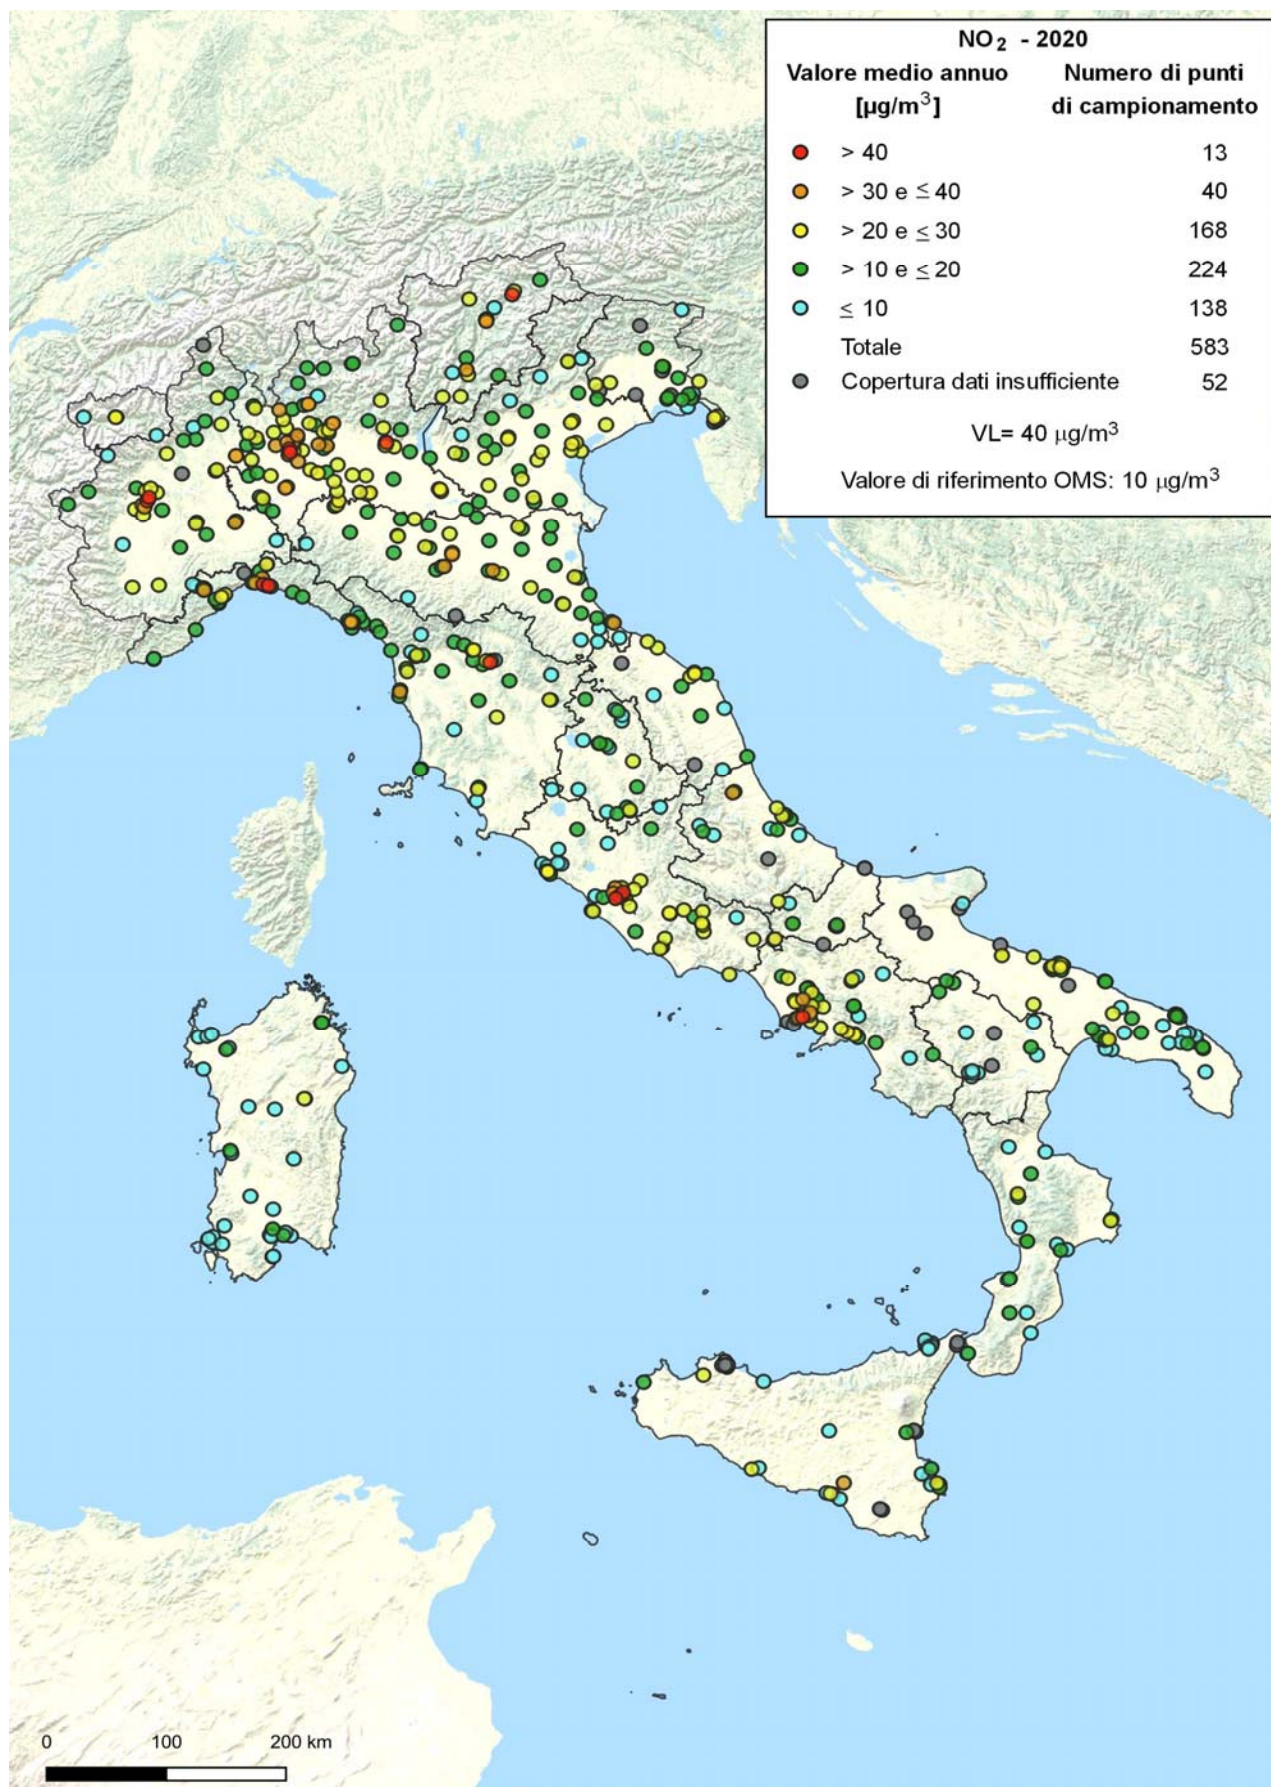 NO2 - 2020
Valore medio annuo Numero di punti
[µg/m3] di campionamento
> 40 13
> 30 e ≤ 40 40
> 20 e ≤ 30 168
> 10 e ≤ 20 224
≤ 10 138
Totale 583
Copertura dati insufficiente 52
VL= 40 µg/m3
Valore di riferimento OMS: 10 µg/m3
0 100 200 km